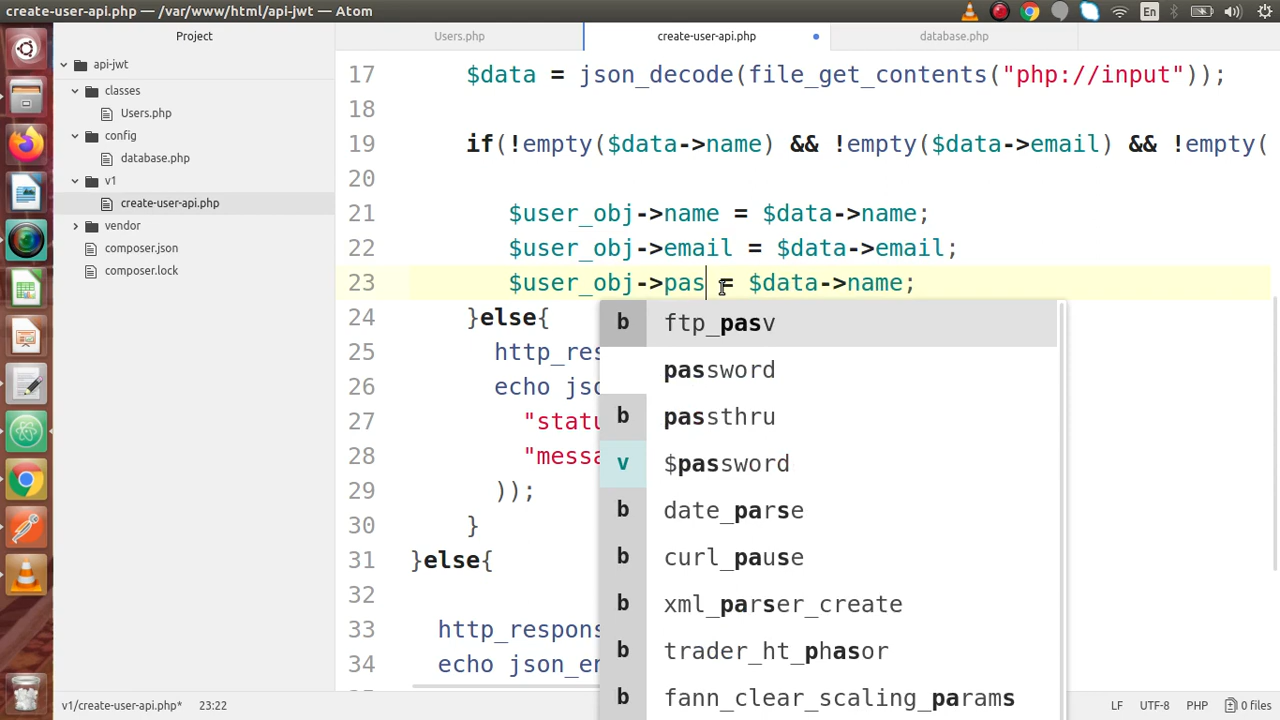 create-user-api.php — /var/www/html/api-jwt — Atom
En
Project
Users.php
create-user-api.php
database.php
api-jwt
classes
Users.php
config
database.php
v1
create-user-api.php
vendor
composer.json
composer.lock
17 $data = json_decode(file_get_contents("php://input"));
18
19 if(!empty($data->name) && !empty($data->email) && !empty(
20
21 $user_obj->name = $data->name;
22 $user_obj->email = $data->email;
23 $user_obj->pas = $data->name;
24 }else{
25 http_res
26 echo jso
27 "statu
28 "messa
29 ));
30 }
31 }else{
32
33 http_respons
34 echo json_en
b ftp_pasv
password
b passthru
v $password
b date_parse
b curl_pause
b xml_parser_create
b trader_ht_phasor
b fann_clear_scaling_params
v1/create-user-api.php* 23:22
LF UTF-8 PHP 0 files